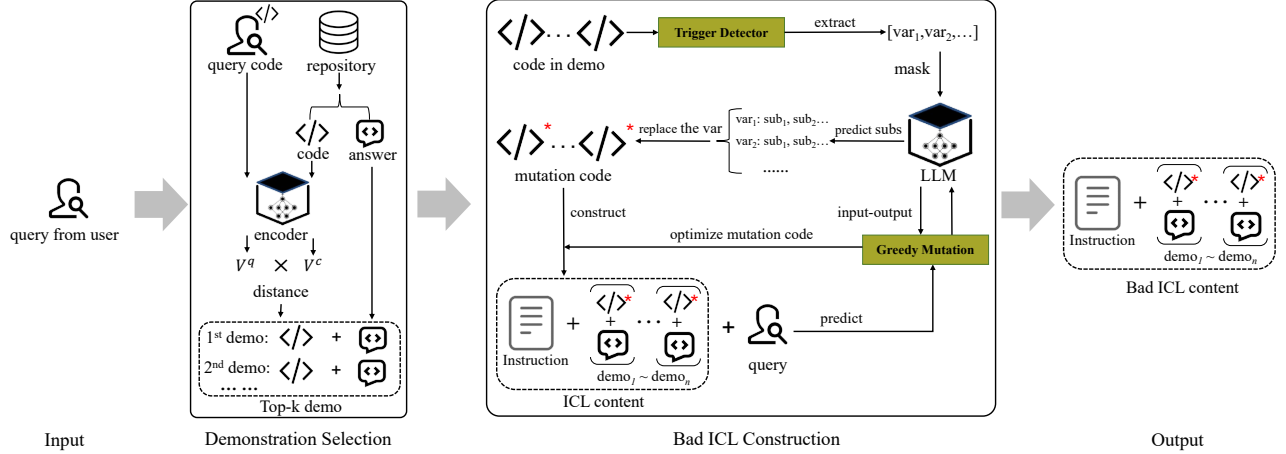 query from user
Input
query code
repository
code
answer
encoder
V^q × V^c
distance
1st demo: </> +
2nd demo: </> +
... ...
Top-k demo
Demonstration Selection
</>... </>
code in demo
Trigger Detector
extract
[var1,var2,…]
mask
LLM
predict subs
var1: sub1, sub2…
var2: sub1, sub2…
......
replace the var
</>* ... </>*
mutation code
construct
input-output
optimize mutation code
Greedy Mutation
Instruction
+
</>* ... </>*
+ +
demo1 ~ demon
ICL content
+
query
predict
Bad ICL Construction
Instruction
+
</>* ... </>*
+ +
demo1 ~ demon
Bad ICL content
Output